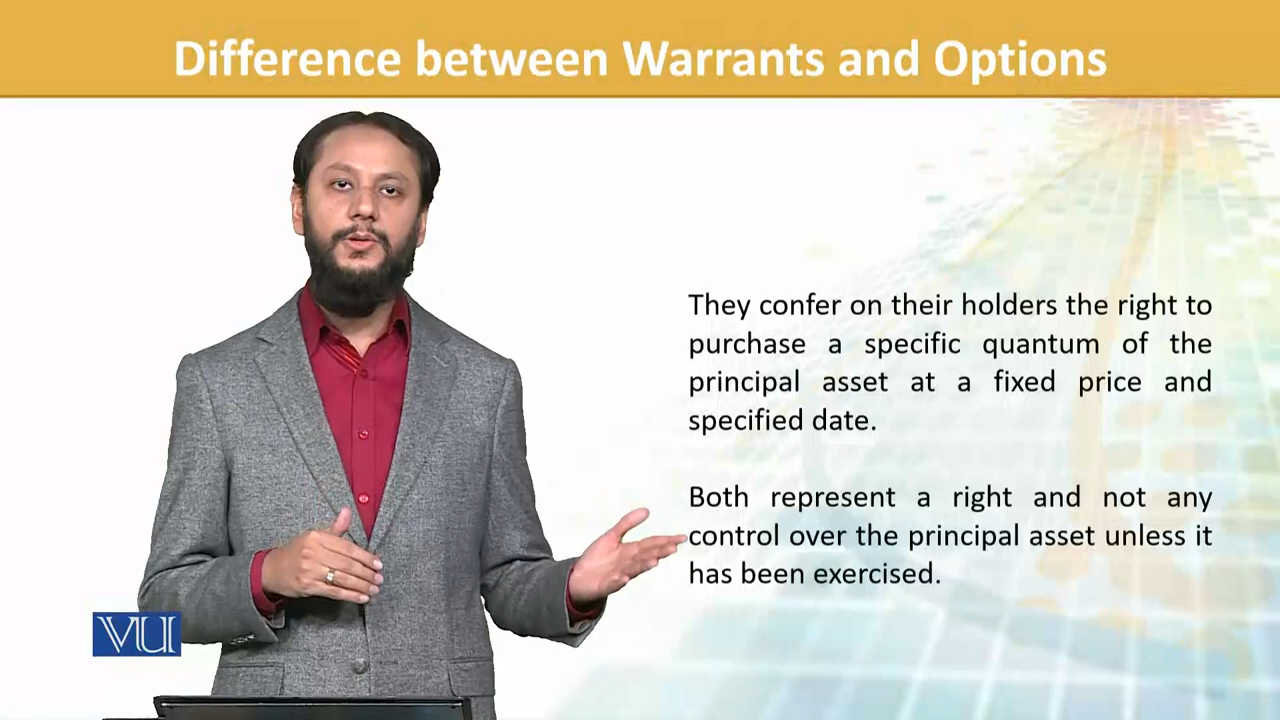 Difference between Warrants and Options
They confer on their holders the right to
purchase a specific quantum of the
principal asset at a fixed price and
specified date.
Both represent a right and not any
control over the principal asset unless it
has been exercised.
VU